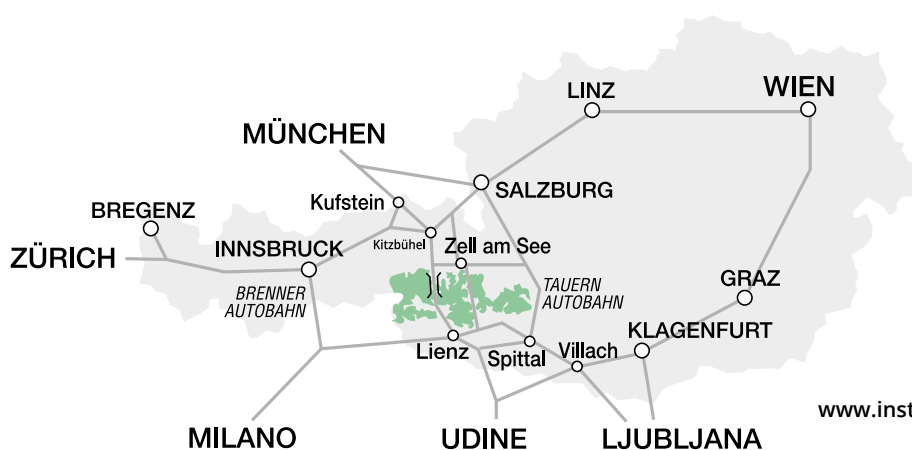 WIEN
LINZ
MÜNCHEN
SALZBURG
Kufstein
BREGENZ
Kitzbühel
Zell am See
INNSBRUCK
ZÜRICH
BRENNER
AUTOBAHN
TAUERN
AUTOBAHN
GRAZ
KLAGENFURT
Lienz
Spittal
Villach
www.inst
MILANO
UDINE
LJUBLJANA